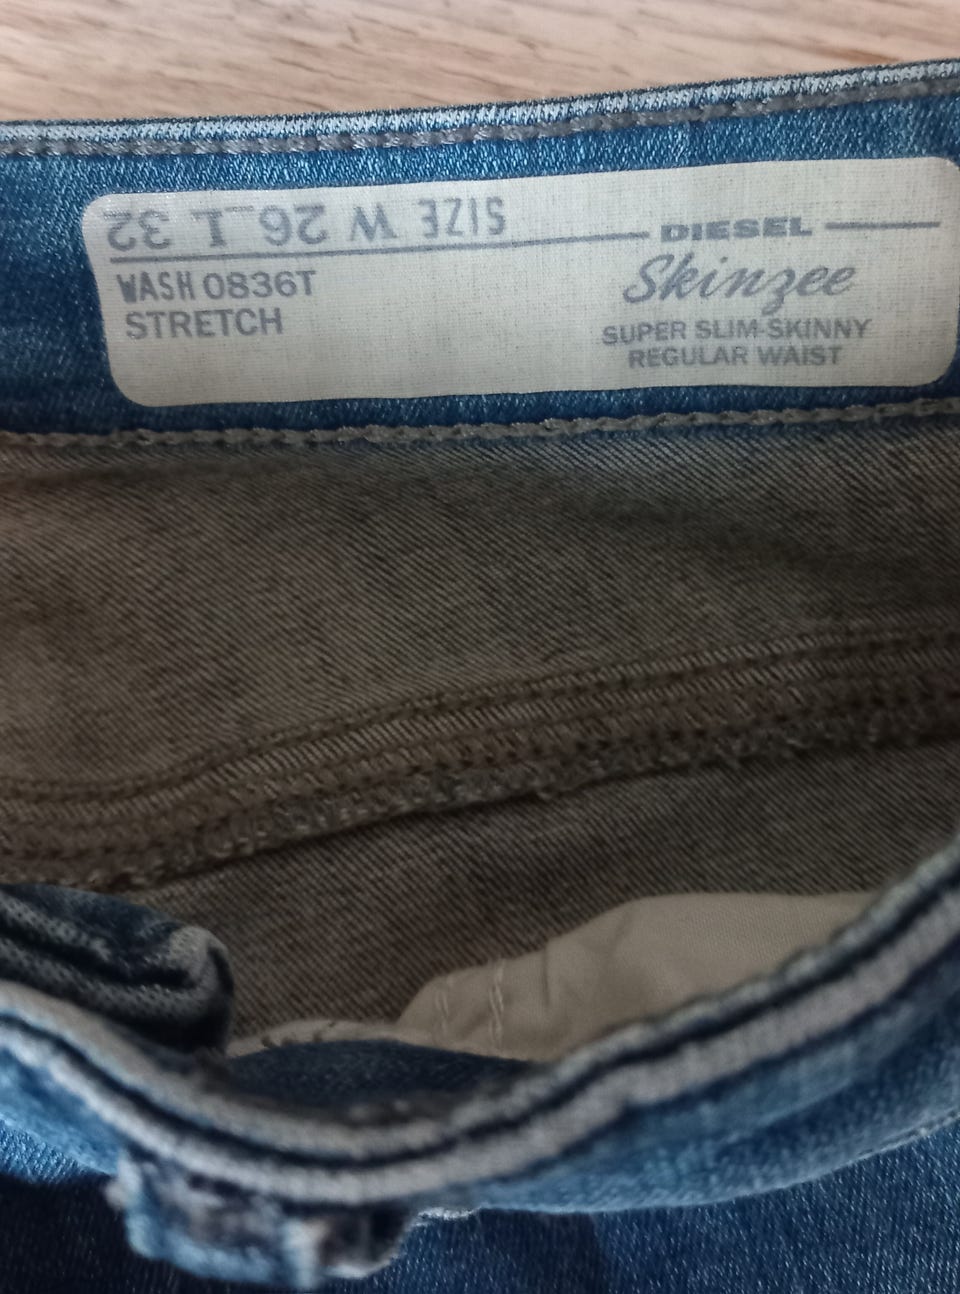 SIZE W 26 L 32
DIESEL
WASH 0836T
Skinzee
STRETCH
SUPER SLIM-SKINNY
REGULAR WAIST